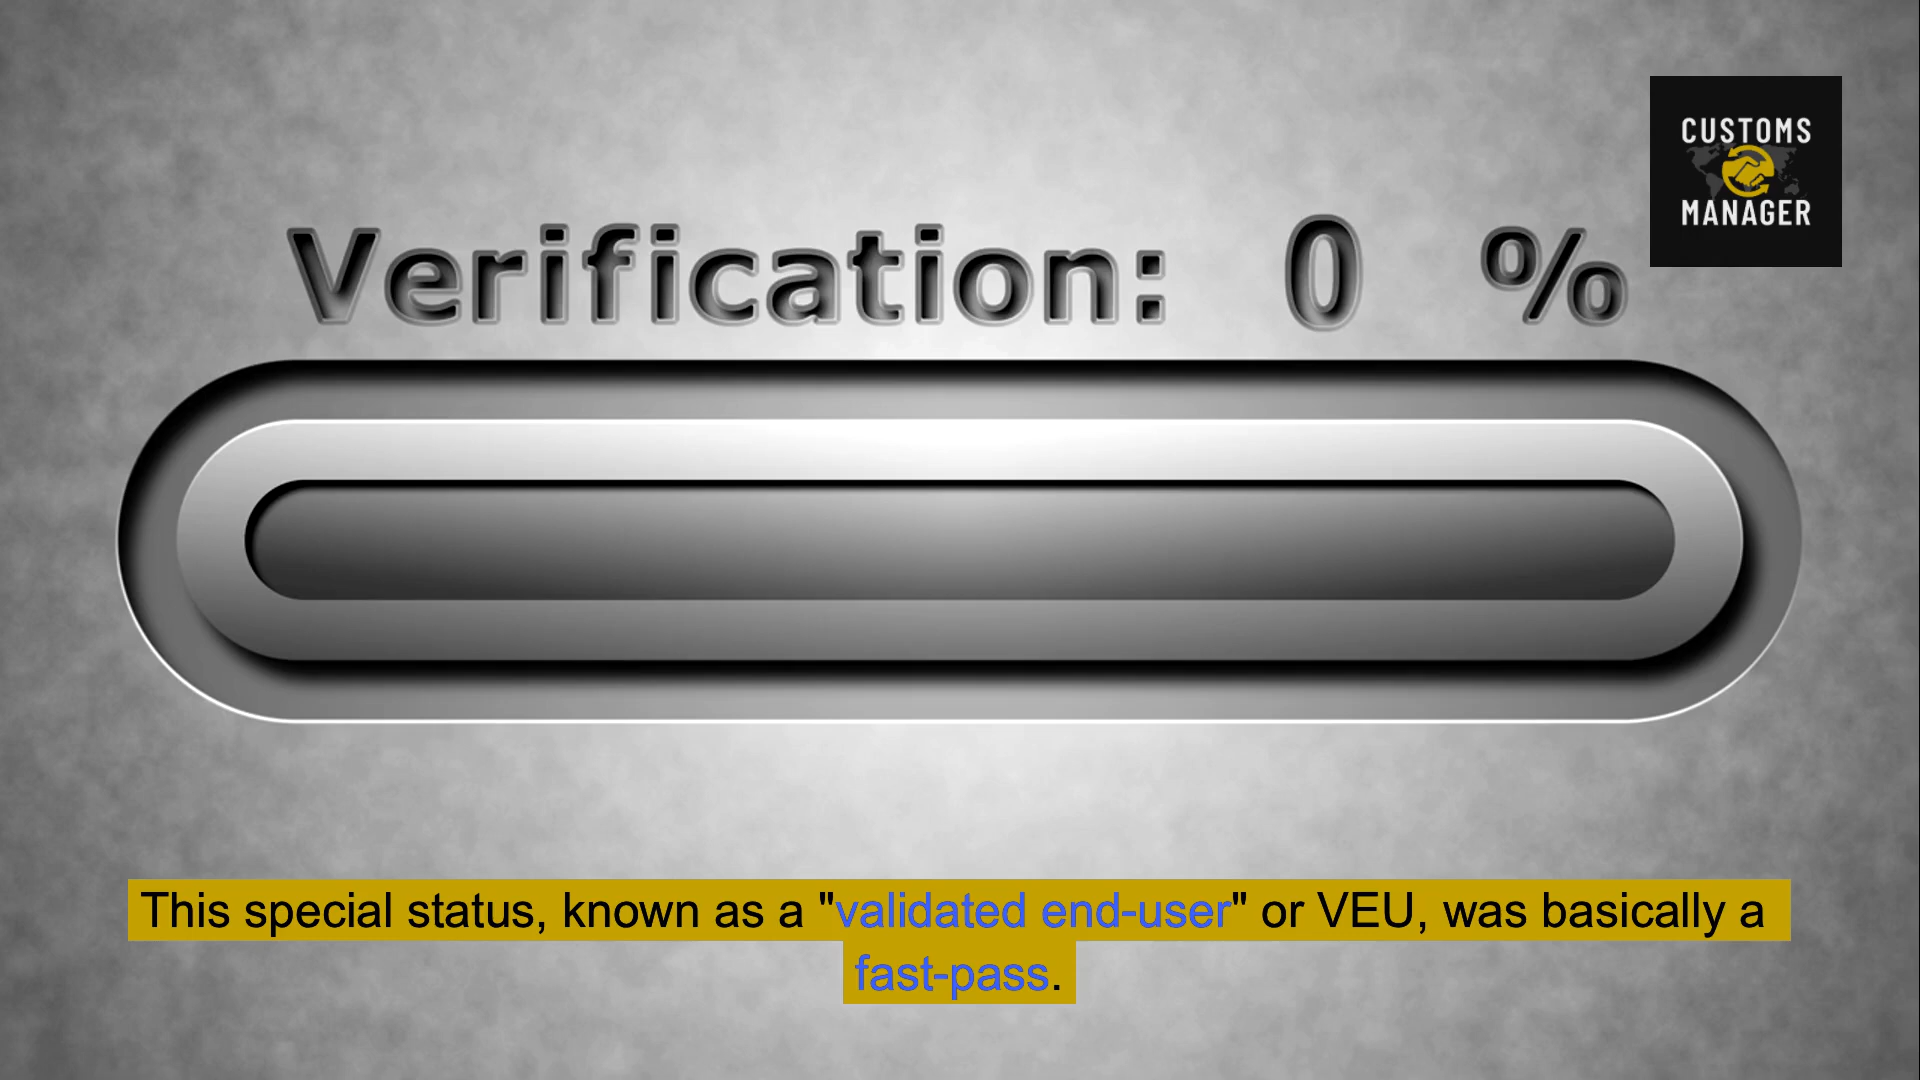 CUSTOMS
MANAGER
Verification: 0 %
This special status, known as a "validated end-user" or VEU, was basically a
fast-pass.